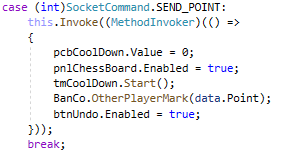 case (int)SocketCommand.SEND_POINT:
this.Invoke((MethodInvoker)(() =>
{
pcbCoolDown.Value = 0;
pnlChessBoard.Enabled = true;
tmCoolDown.Start();
BanCo.OtherPlayerMark(data.Point);
btnUndo.Enabled = true;
}));
break;